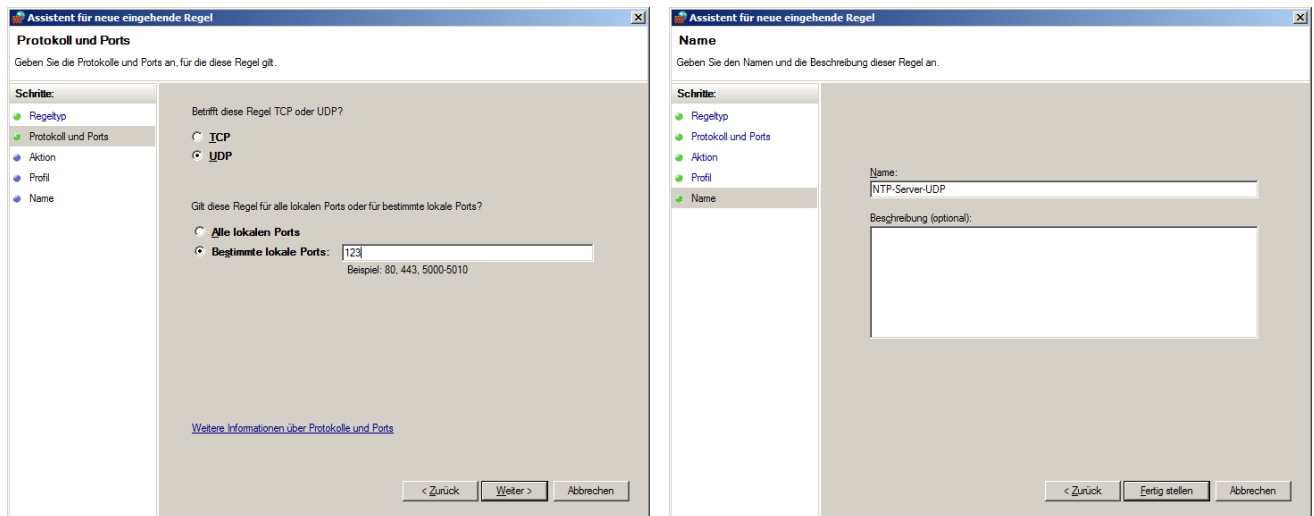 Assistent für neue eingehende Regel
Protokoll und Ports
Geben Sie die Protokolle und Ports an, für die diese Regel gilt.
Schritte:
Regeltyp
Protokoll und Ports
Aktion
Profil
Name
Betrifft diese Regel TCP oder UDP?
TCP
UDP
Gilt diese Regel für alle lokalen Ports oder für bestimmte lokale Ports?
Alle lokalen Ports
Bestimmte lokale Ports: 123
Beispiel: 80, 443, 5000-5010
Weitere Informationen über Protokolle und Ports
< Zurück Weiter > Abbrechen
Assistent für neue eingehende Regel
Name
Geben Sie den Namen und die Beschreibung dieser Regel an.
Schritte:
Regeltyp
Protokoll und Ports
Aktion
Profil
Name
Name:
NTP-Server-UDP
Beschreibung (optional):
< Zurück Fertig stellen Abbrechen